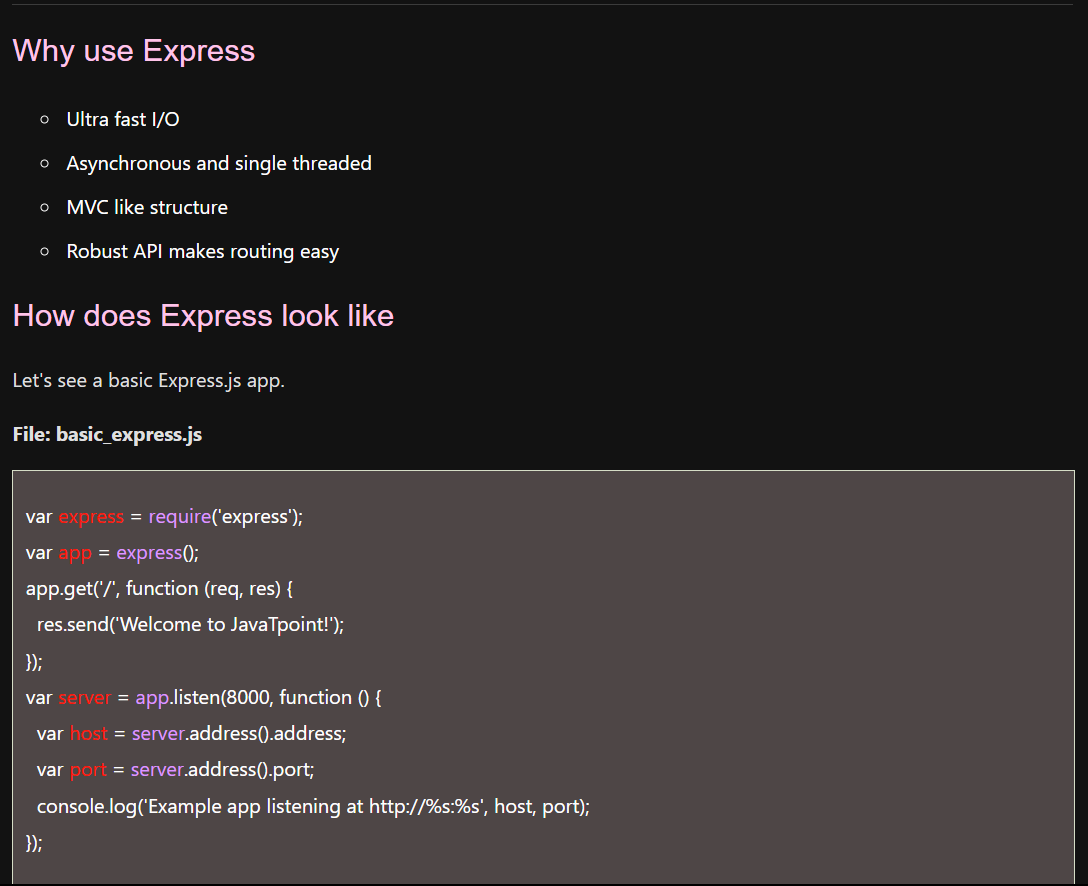 Why use Express
Ultra fast I/O
Asynchronous and single threaded
MVC like structure
Robust API makes routing easy
How does Express look like
Let's see a basic Express.js app.
File: basic_express.js
var express = require('express');
var app = express();
app.get('/', function (req, res) {
  res.send('Welcome to JavaTpoint!');
});
var server = app.listen(8000, function () {
  var host = server.address().address;
  var port = server.address().port;
  console.log('Example app listening at http://%s:%s', host, port);
});